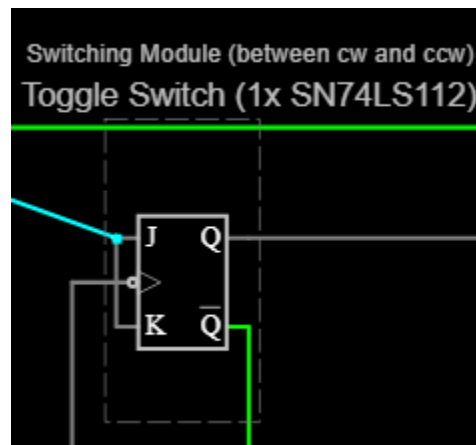 Switching Module (between cw and ccw)
Toggle Switch (1x SN74LS112)
J Q
K Q̅